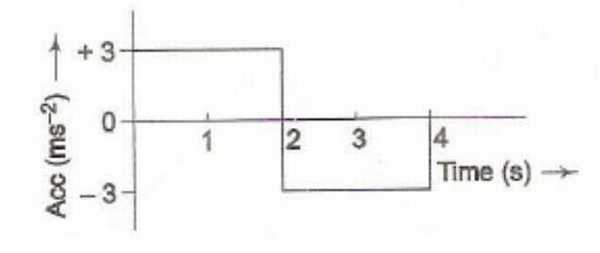 +3
0
-3
Acc (ms⁻²) →
1 2 3 4
Time (s) →